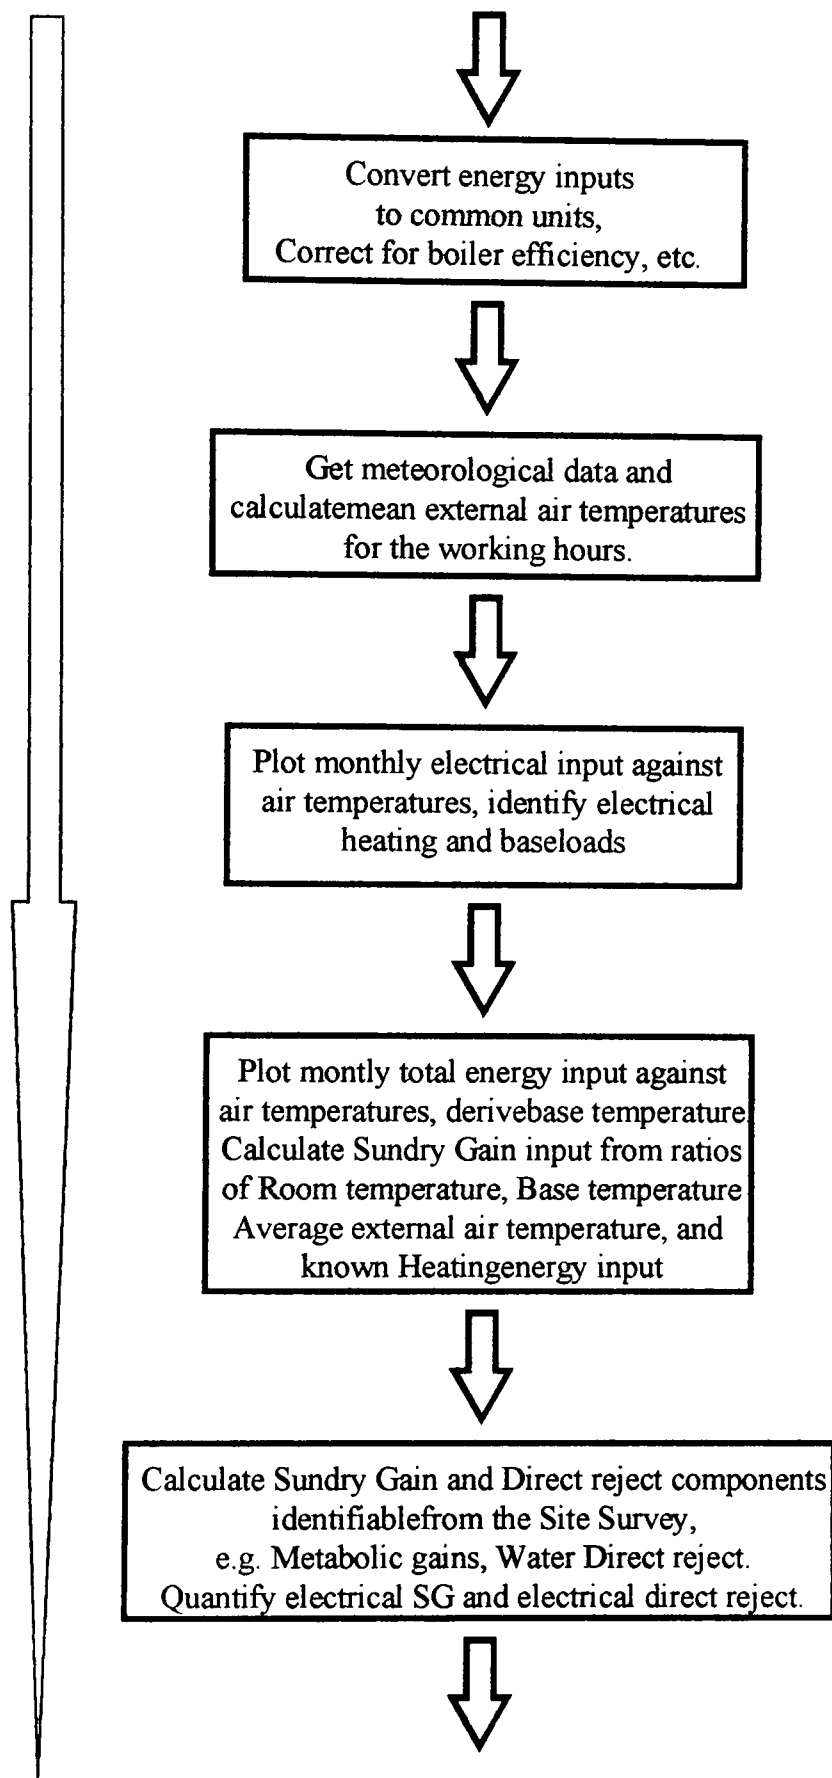 Convert energy inputs
to common units,
Correct for boiler efficiency, etc.
Get meteorological data and
calculatemean external air temperatures
for the working hours.
Plot monthly electrical input against
air temperatures, identify electrical
heating and baseloads
Plot montly total energy input against
air temperatures, derivebase temperature
Calculate Sundry Gain input from ratios
of Room temperature, Base temperature
Average external air temperature, and
known Heatingenergy input
Calculate Sundry Gain and Direct reject components
identifiablefrom the Site Survey,
e.g. Metabolic gains, Water Direct reject.
Quantify electrical SG and electrical direct reject.